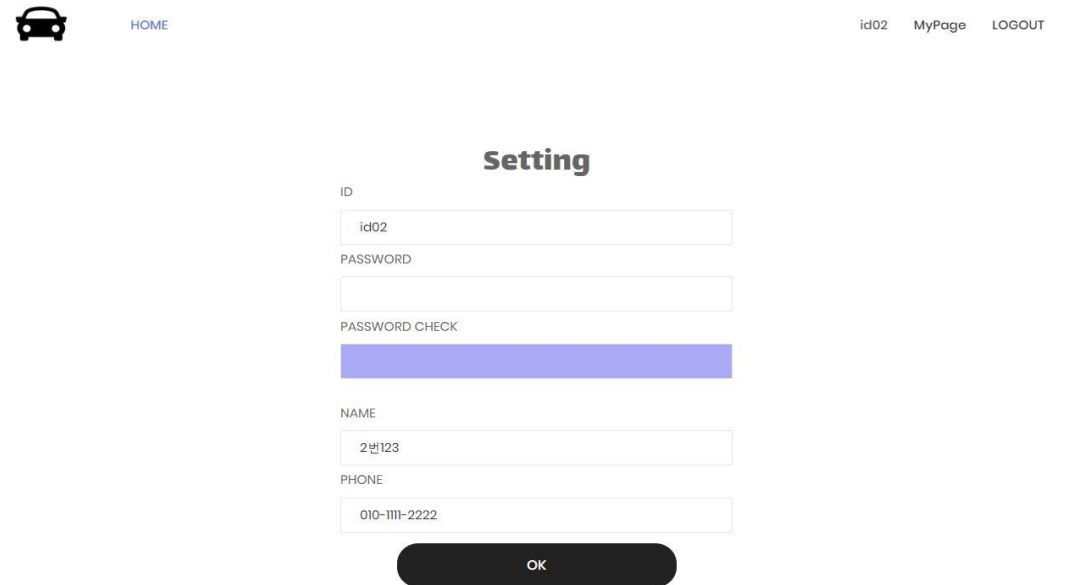 HOME id02 MyPage LOGOUT
Setting
ID
id02
PASSWORD
PASSWORD CHECK
NAME
2번123
PHONE
010-1111-2222
OK